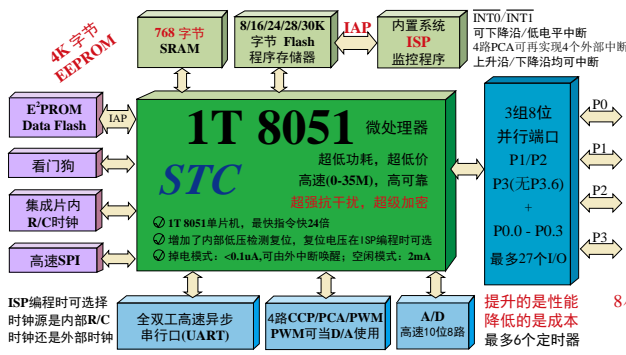 4K 字节
EEPROM
768 字节
SRAM
8/16/24/28/30K
字节 Flash
程序存储器
IAP
内置系统
ISP
监控程序
INT0/INT1
可下降沿/低电平中断
4路PCA可再实现4个外部中断
上升沿/下降沿均可中断
E²PROM
Data Flash
IAP
看门狗
集成片内
R/C时钟
高速SPI
1T 8051 微处理器
STC
超低功耗，超低价
高速(0-35M)，高可靠
超强抗干扰，超级加密
1T 8051单片机，最快指令快24倍
增加了内部低压检测复位，复位电压在ISP编程时可选
掉电模式：<0.1uA,可由外中断唤醒；空闲模式：2mA
3组8位
并行端口
P1/P2
P3(无P3.6)
+
P0.0 - P0.3
最多27个I/O
P0
P1
P2
P3
ISP编程时可选择
时钟源是内部R/C
时钟还是外部时钟
全双工高速异步
串行口(UART)
4路CCP/PCA/PWM
PWM可当D/A使用
A/D
高速10位8路
提升的是性能
降低的是成本
最多6个定时器